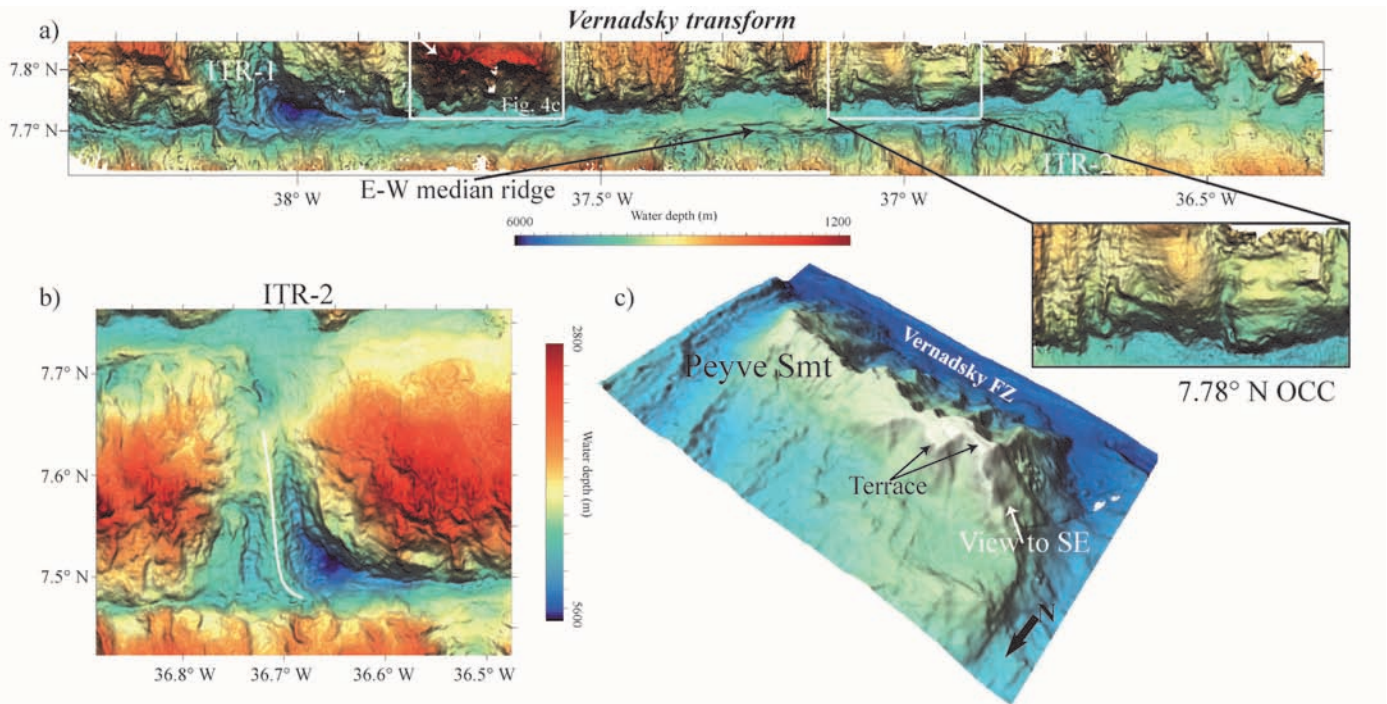 Vernadsky transform
a)
7.8° N
7.7° N
ITR-1
Fig. 4c
ITR-2
E-W median ridge
38° W
37.5° W
37° W
36.5° W
Water depth (m)
6000
1200
7.78° N OCC
b)
ITR-2
7.7° N
7.6° N
7.5° N
36.8° W
36.7° W
36.6° W
36.5° W
2800
Water depth (m)
5600
c)
Peyve Smt
Vernadsky FZ
Terrace
View to SE
N